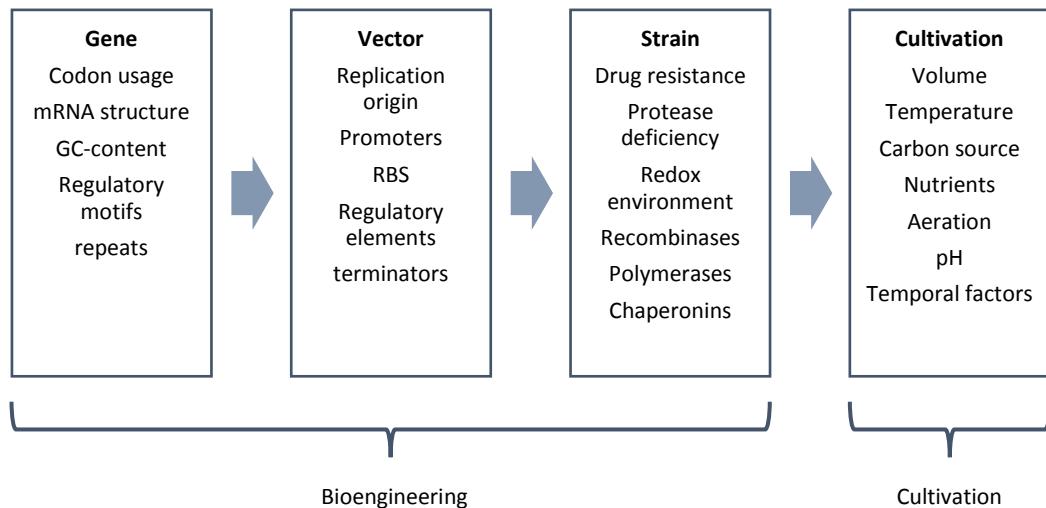 Gene
Codon usage
mRNA structure
GC-content
Regulatory
motifs
repeats
Vector
Replication
origin
Promoters
RBS
Regulatory
elements
terminators
Strain
Drug resistance
Protease
deficiency
Redox
environment
Recombinases
Polymerases
Chaperonins
Cultivation
Volume
Temperature
Carbon source
Nutrients
Aeration
pH
Temporal factors
Bioengineering
Cultivation